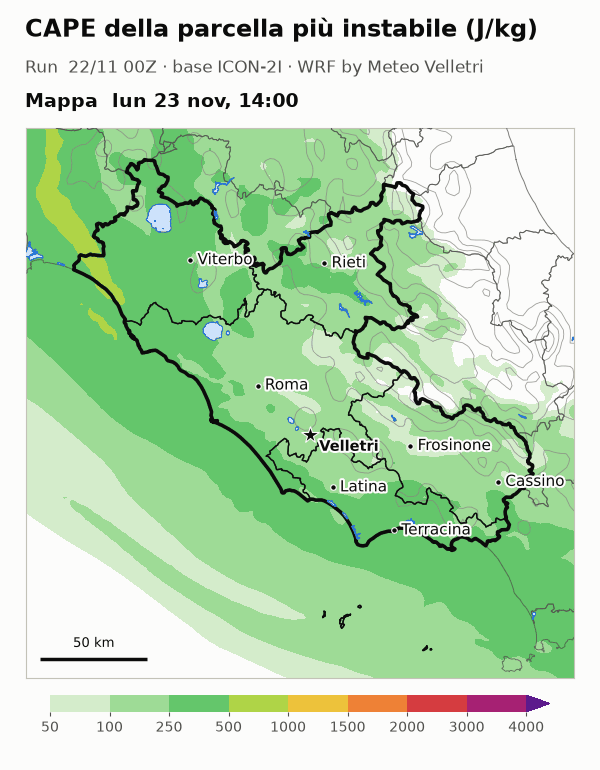 CAPE della parcella più instabile (J/kg)
Run  22/11 00Z · base ICON-2I · WRF by Meteo Velletri
Mappa  lun 23 nov, 14:00
Viterbo
Rieti
Roma
Velletri
Frosinone
Cassino
Latina
Terracina
50 km
50 100 250 500 1000 1500 2000 3000 4000